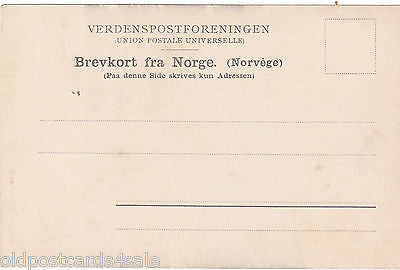 VERDENSPOSTFORENINGEN
(UNION POSTALE UNIVERSELLE)
Brevkort fra Norge. (Norvège)
(Paa denne Side skrives kun Adressen)
oldpostcards4sale